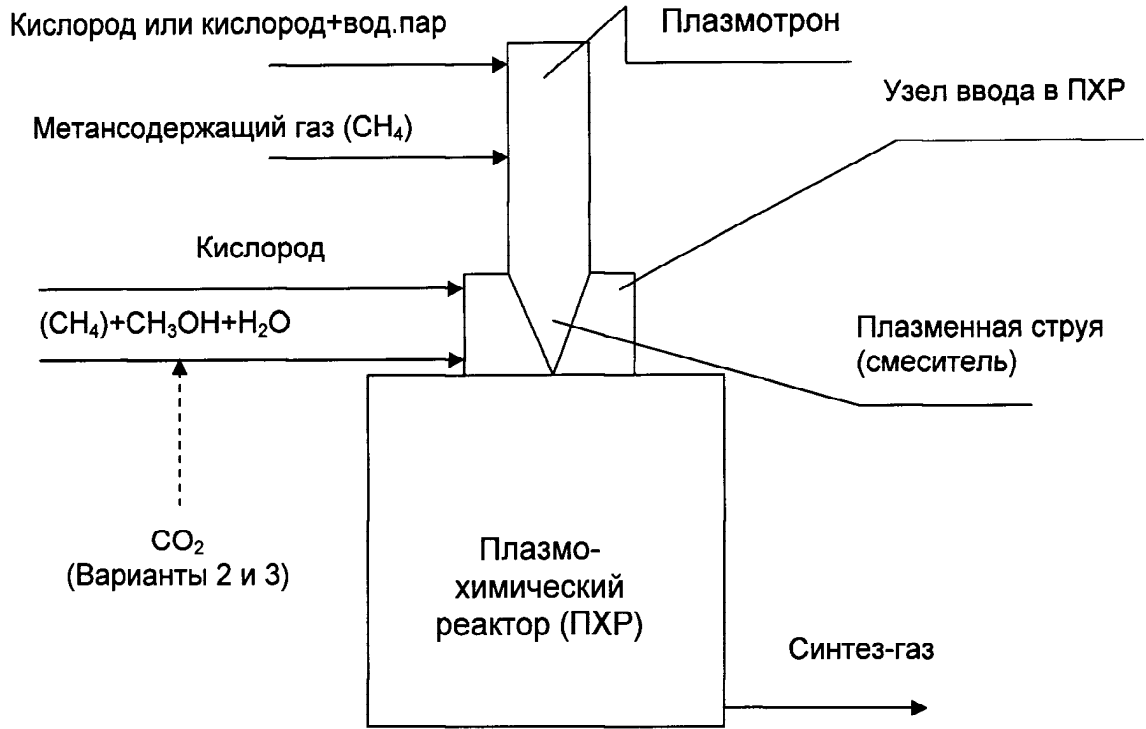 Кислород или кислород+вод.пар
Плазмотрон
Узел ввода в ПХР
Метансодержащий газ (CH₄)
Кислород
(CH₄)+CH₃OH+H₂O
Плазменная струя
(смеситель)
CO₂
(Варианты 2 и 3)
Плазмо-
химический
реактор (ПХР)
Синтез-газ